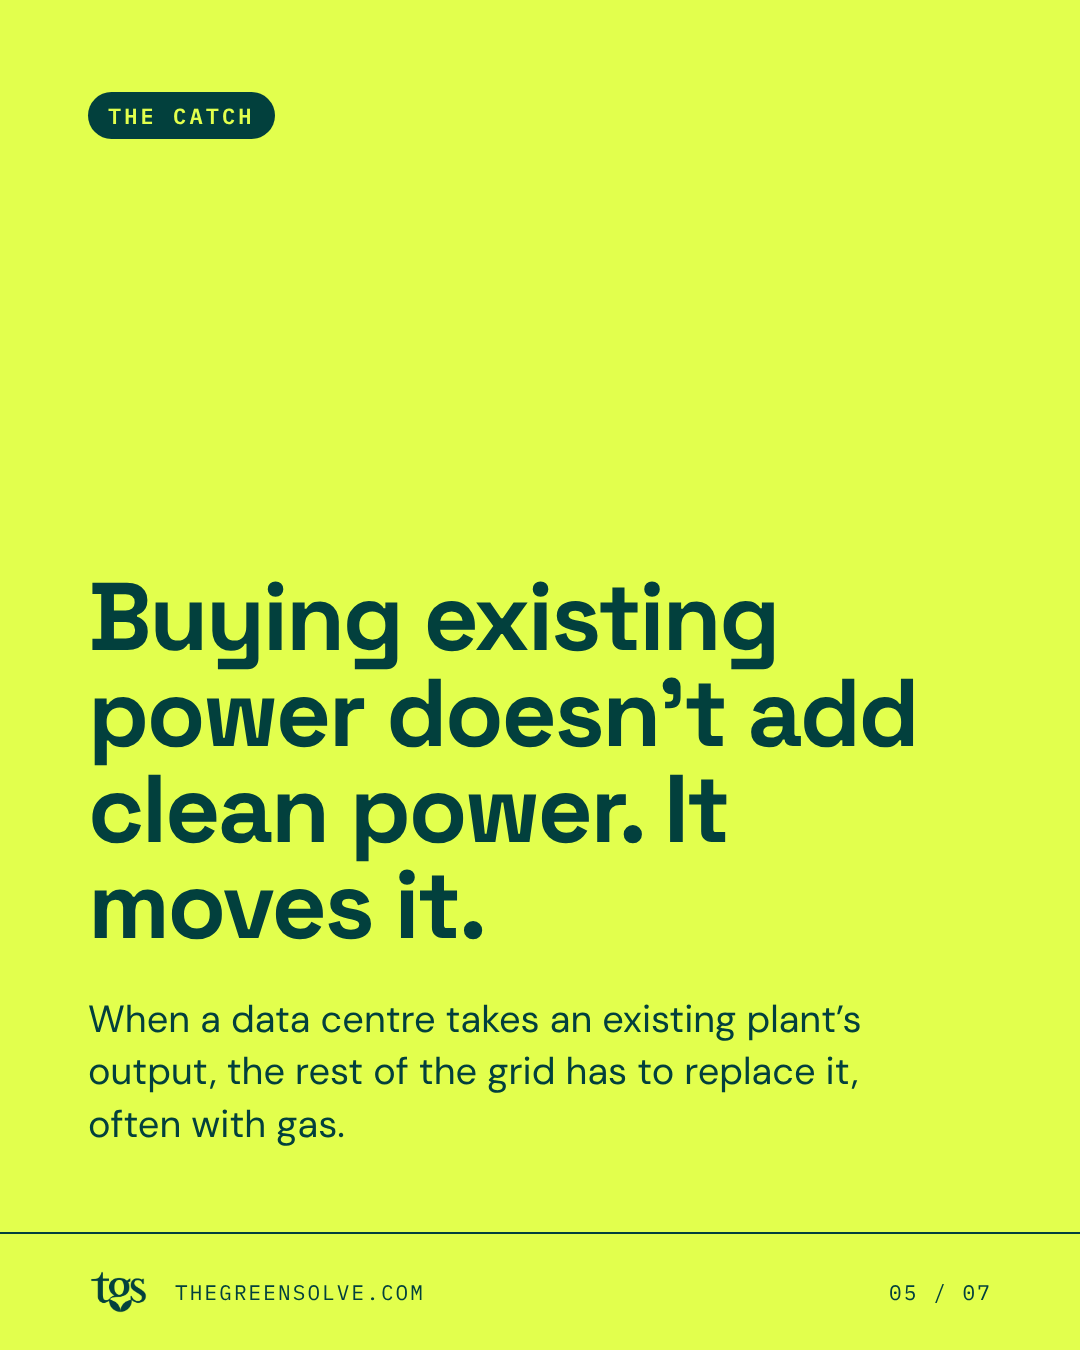 THE CATCH
Buying existing
power doesn’t add
clean power. It
moves it.
When a data centre takes an existing plant’s
output, the rest of the grid has to replace it,
often with gas.
tgs THEGREENSOLVE.COM 05 / 07